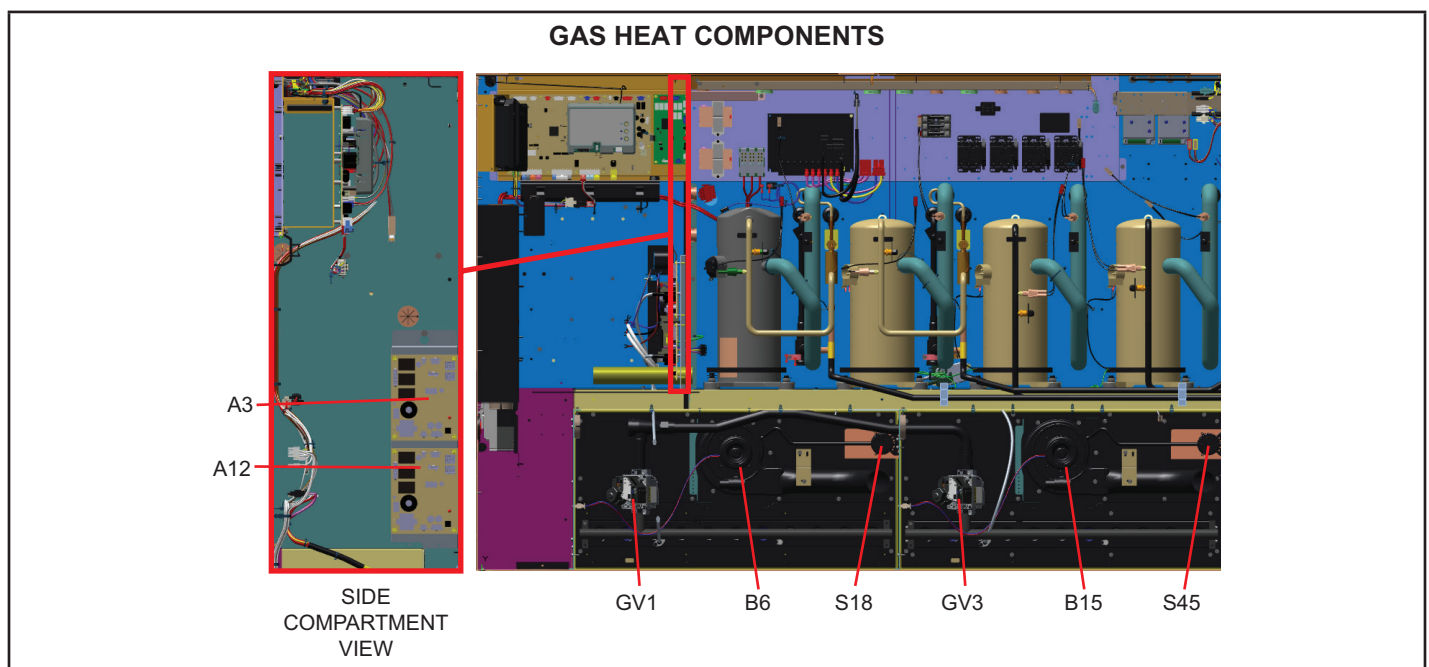 GAS HEAT COMPONENTS
A3
A12
SIDE
COMPARTMENT
VIEW
GV1
B6
S18
GV3
B15
S45